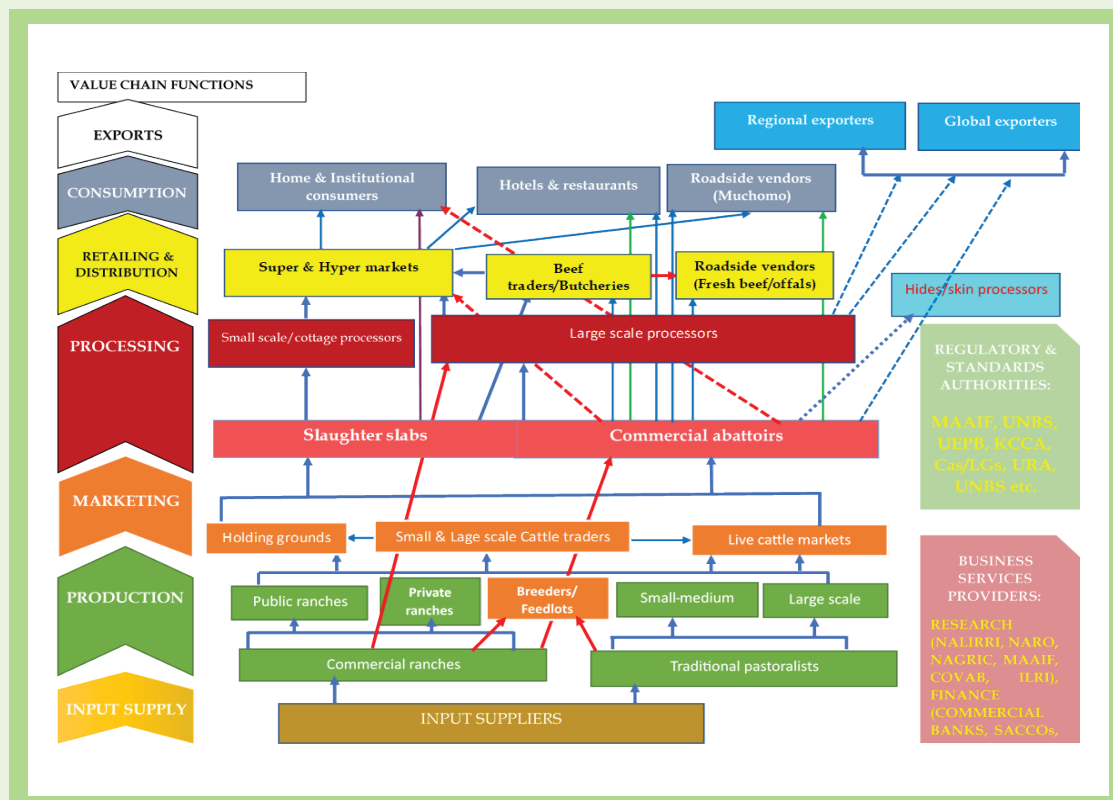 VALUE CHAIN FUNCTIONS
EXPORTS
CONSUMPTION
RETAILING &
DISTRIBUTION
PROCESSING
MARKETING
PRODUCTION
INPUT SUPPLY
Regional exporters
Global exporters
Home & Institutional
consumers
Hotels & restaurants
Roadside vendors
(Muchomo)
Super & Hyper markets
Beef
traders/Butcheries
Roadside vendors
(Fresh beef/offals)
Hides/skin processors
Small scale/cottage processors
Large scale processors
Slaughter slabs
Commercial abattoirs
Holding grounds
Small & Lage scale Cattle traders
Live cattle markets
Public ranches
Private
ranches
Breeders/
Feedlots
Small-medium
Large scale
Commercial ranches
Traditional pastoralists
INPUT SUPPLIERS
REGULATORY &
STANDARDS
AUTHORITIES:
MAAIF, UNBS,
UEPB, KCCA,
Cas/LGs, URA,
UNBS etc.
BUSINESS
SERVICES
PROVIDERS:
RESEARCH
(NALIRRI, NARO,
NAGRIC, MAAIF,
COVAB, ILRI),
FINANCE
(COMMERCIAL
BANKS, SACCOs,